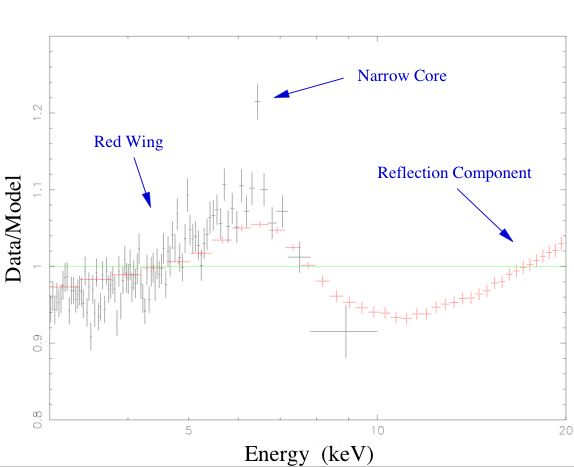 Narrow Core
Red Wing
Reflection Component
Data/Model
1.2
1.1
1
0.9
0.8
5
10
20
Energy (keV)